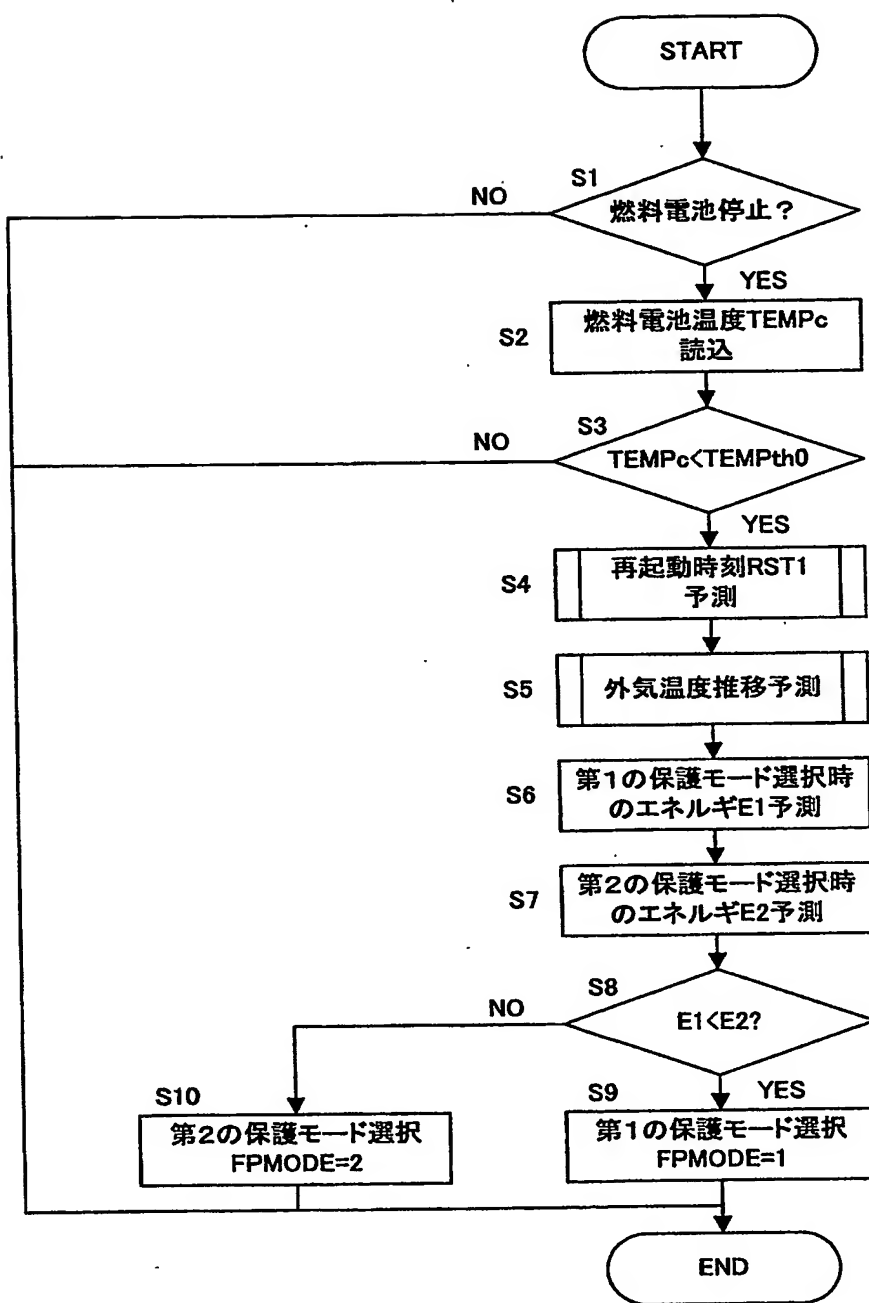 START
S1
NO
燃料電池停止？
YES
S2
燃料電池温度TEMPc
読込
S3
NO
TEMPc<TEMPth0
YES
S4
再起動時刻RST1
予測
S5
外気温度推移予測
S6
第1の保護モード選択時
のエネルギE1予測
S7
第2の保護モード選択時
のエネルギE2予測
S8
NO
E1<E2?
S10
S9
YES
第2の保護モード選択
FPMODE=2
第1の保護モード選択
FPMODE=1
END